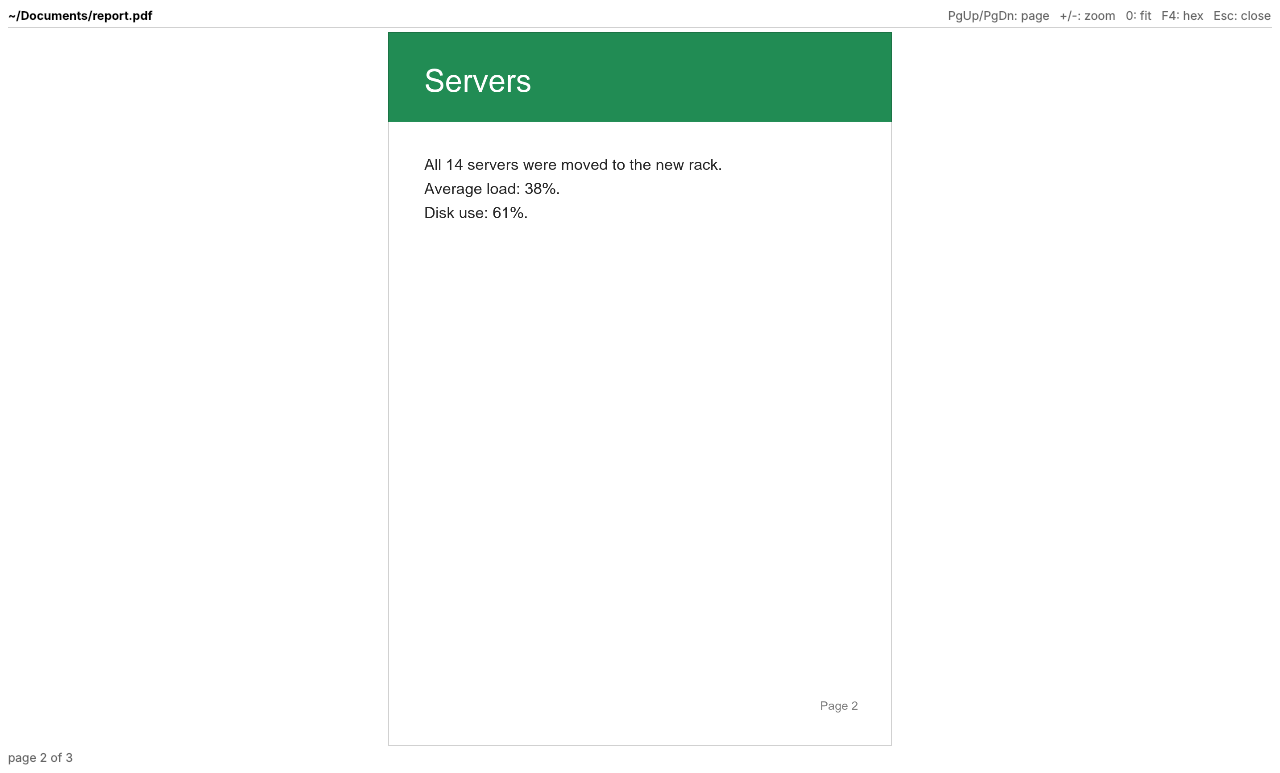 ~/Documents/report.pdf
PgUp/PgDn: page +/-: zoom 0: fit F4: hex Esc: close
Servers
All 14 servers were moved to the new rack.
Average load: 38%.
Disk use: 61%.
Page 2
page 2 of 3